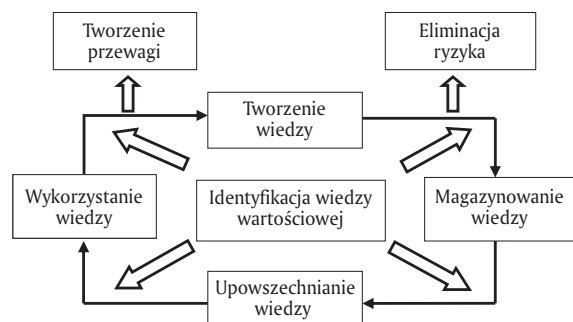 Tworzenie
przewagi
Eliminacja
ryzyka
Tworzenie
wiedzy
Wykorzystanie
wiedzy
Identyfikacja wiedzy
wartościowej
Magazynowanie
wiedzy
Upowszechnianie
wiedzy